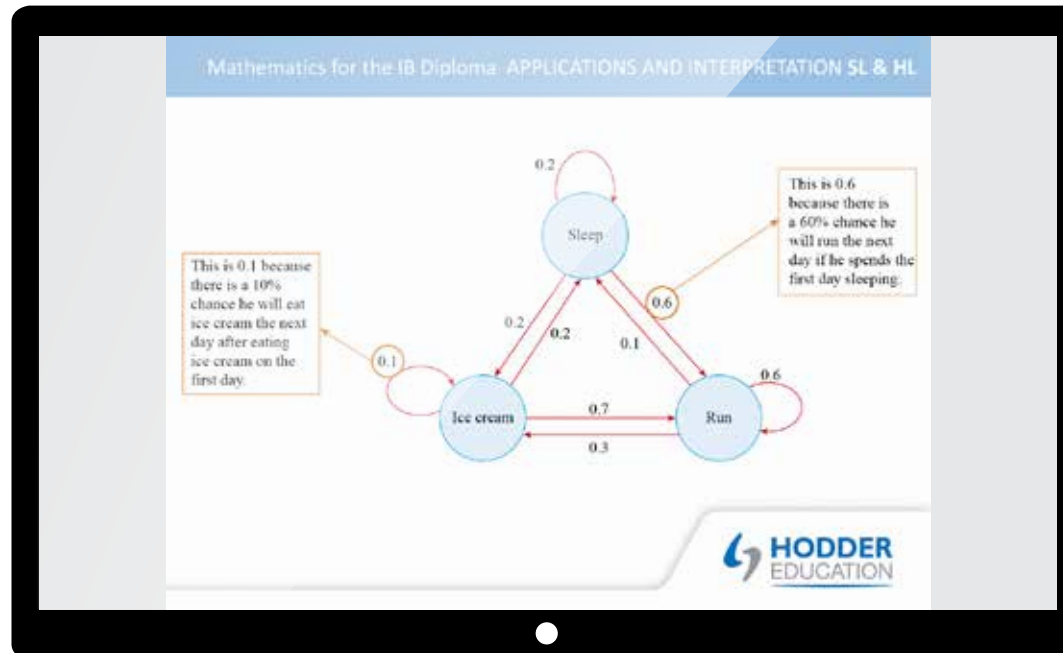 Mathematics for the IB Diploma APPLICATIONS AND INTERPRETATION SL & HL
0.2
This is 0.6
because there is
a 60% chance he
will run the next
day if he spends the
first day sleeping.
Sleep
This is 0.1 because
there is a 10%
chance he will eat
ice cream the next
day after eating
ice cream on the
first day.
0.6
0.2
0.2
0.1
0.1
0.6
Ice cream
0.7
Run
0.3
HODDER
EDUCATION